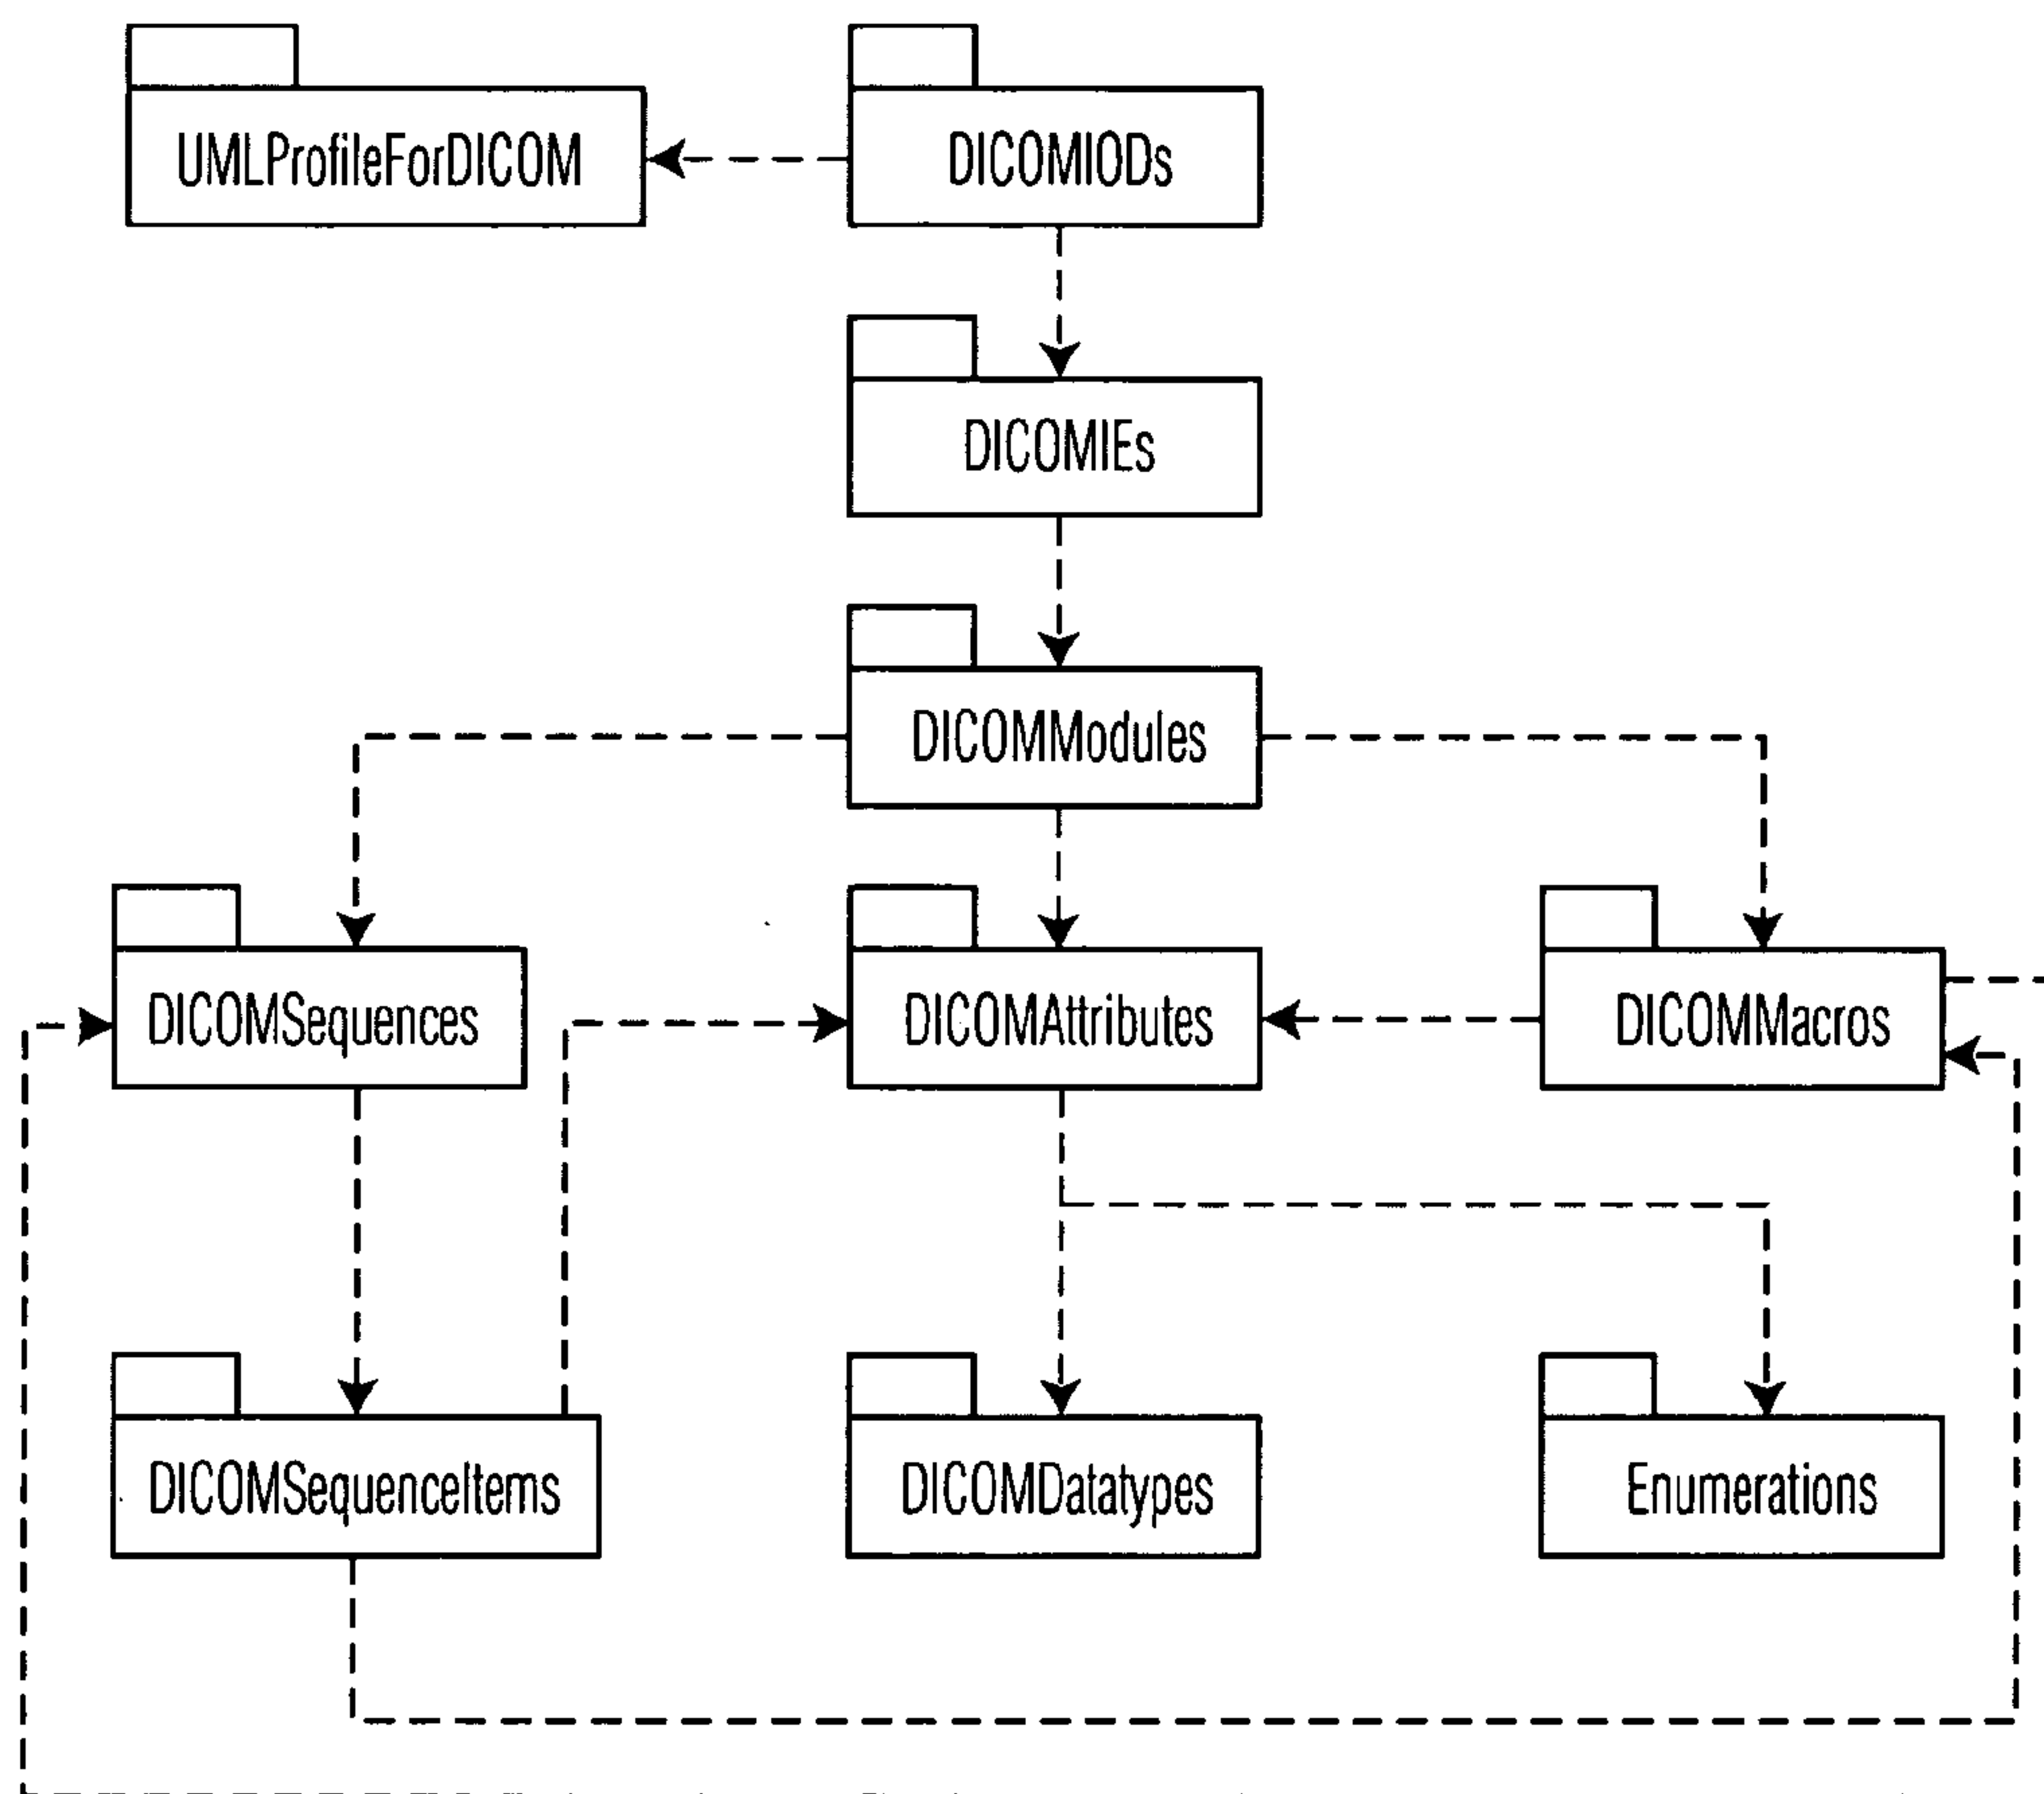 UMLProfileForDICOM
DICOMIODs
DICOMIEs
DICOMModules
DICOMSequences
DICOMAttributes
DICOMMacros
DICOMSequenceItems
DICOMDatatypes
Enumerations